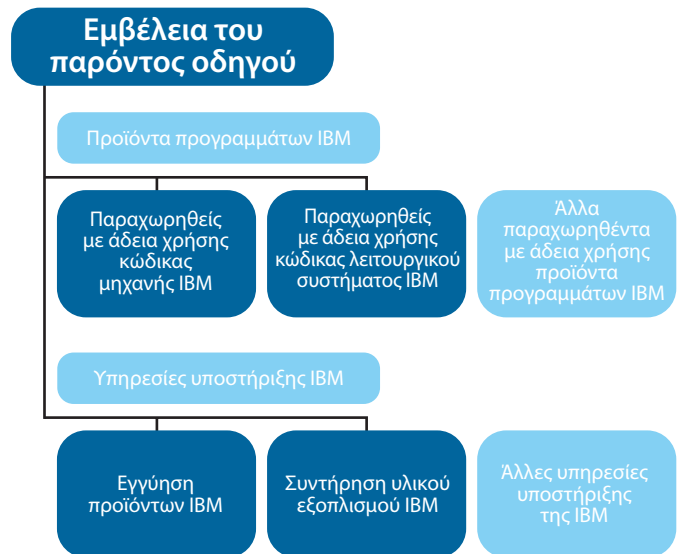 Εμβέλεια του
παρόντος οδηγού
Προϊόντα προγραμμάτων IBM
Παραχωρηθείς
με άδεια χρήσης
κώδικας
μηχανής IBM
Παραχωρηθείς
με άδεια χρήσης
κώδικας λειτουργικού
συστήματος IBM
Άλλα
παραχωρηθέντα
με άδεια χρήσης
προϊόντα
προγραμμάτων IBM
Υπηρεσίες υποστήριξης IBM
Εγγύηση
προϊόντων IBM
Συντήρηση υλικού
εξοπλισμού IBM
Άλλες υπηρεσίες
υποστήριξης
της IBM